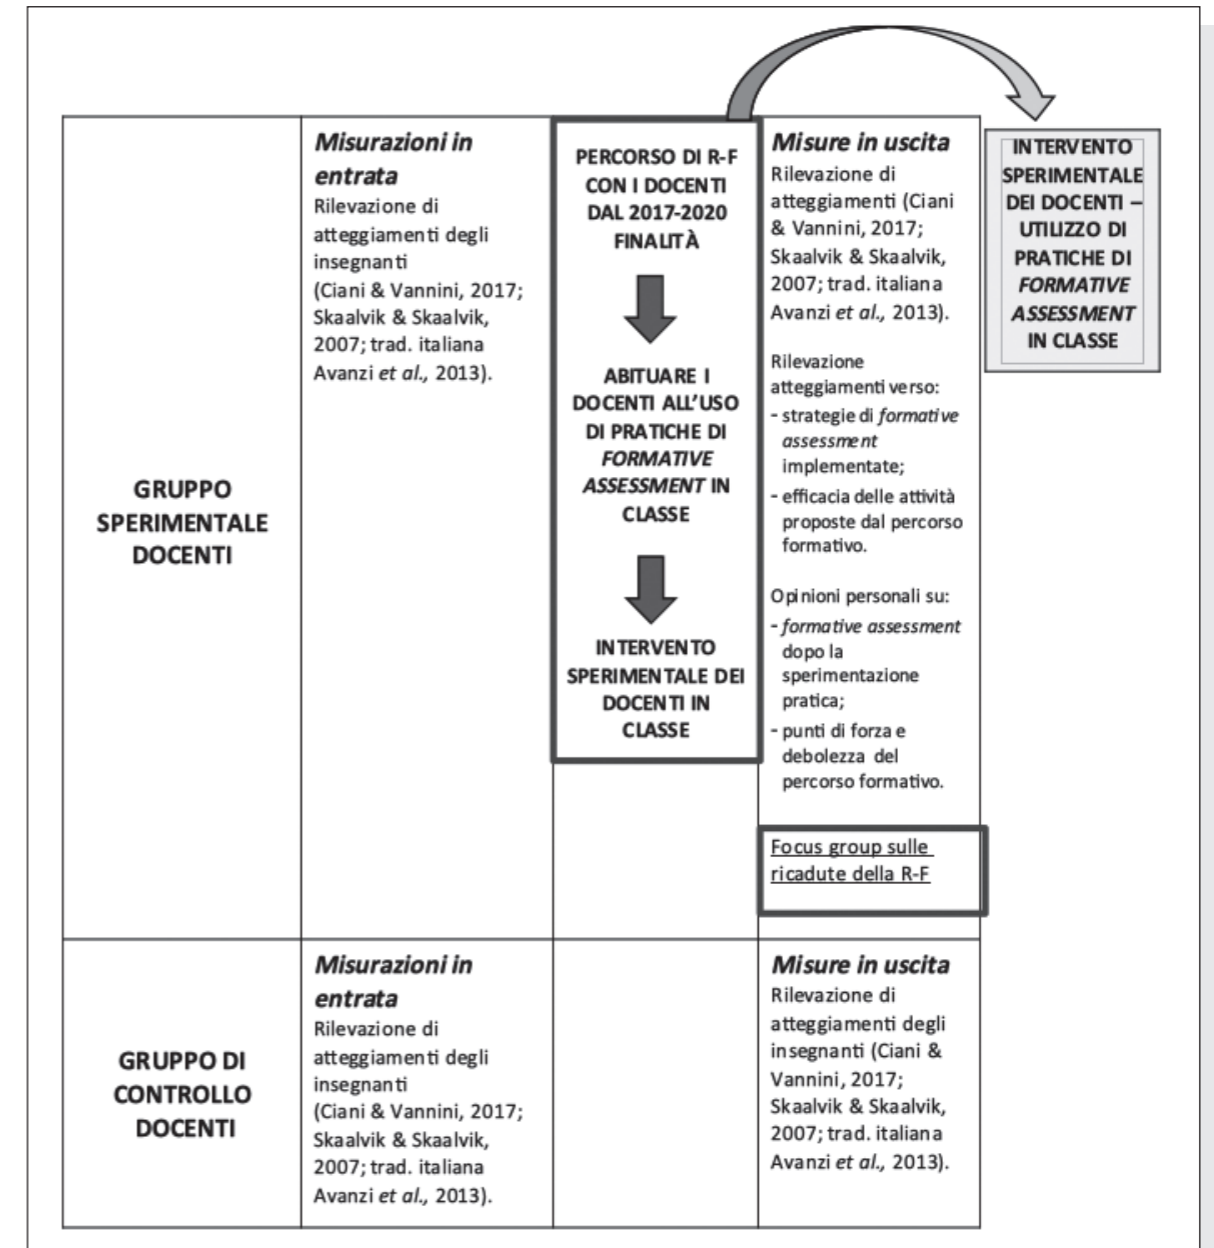 GRUPPO
SPERIMENTALE
DOCENTI
Misurazioni in
entrata
Rilevazione di
atteggiamenti degli
insegnanti
(Ciani & Vannini, 2017;
Skaalvik & Skaalvik,
2007; trad. italiana
Avanzi et al., 2013).
PERCORSO DI R-F
CON I DOCENTI
DAL 2017-2020
FINALITÀ
ABITUARE I
DOCENTI ALL’USO
DI PRATICHE DI
FORMATIVE
ASSESSMENT IN
CLASSE
INTERVENTO
SPERIMENTALE DEI
DOCENTI IN
CLASSE
Misure in uscita
Rilevazione di
atteggiamenti (Ciani
& Vannini, 2017;
Skaalvik & Skaalvik,
2007; trad. italiana
Avanzi et al., 2013).
Rilevazione
atteggiamenti verso:
- strategie di formative
assessment
implementate;
- efficacia delle attività
proposte dal percorso
formativo.
Opinioni personali su:
- formative assessment
dopo la
sperimentazione
pratica;
- punti di forza e
debolezza del
percorso formativo.
Focus group sulle
ricadute della R-F
INTERVENTO
SPERIMENTALE
DEI DOCENTI –
UTILIZZO DI
PRATICHE DI
FORMATIVE
ASSESSMENT
IN CLASSE
GRUPPO DI
CONTROLLO
DOCENTI
Misurazioni in
entrata
Rilevazione di
atteggiamenti degli
insegnanti
(Ciani & Vannini, 2017;
Skaalvik & Skaalvik,
2007; trad. italiana
Avanzi et al., 2013).
Misure in uscita
Rilevazione di
atteggiamenti degli
insegnanti (Ciani &
Vannini, 2017;
Skaalvik & Skaalvik,
2007; trad. italiana
Avanzi et al., 2013).